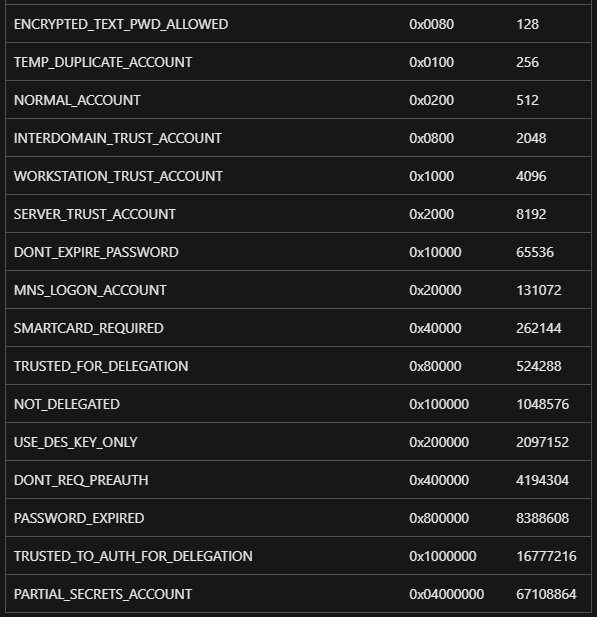 ENCRYPTED_TEXT_PWD_ALLOWED 0x0080 128
TEMP_DUPLICATE_ACCOUNT 0x0100 256
NORMAL_ACCOUNT 0x0200 512
INTERDOMAIN_TRUST_ACCOUNT 0x0800 2048
WORKSTATION_TRUST_ACCOUNT 0x1000 4096
SERVER_TRUST_ACCOUNT 0x2000 8192
DONT_EXPIRE_PASSWORD 0x10000 65536
MNS_LOGON_ACCOUNT 0x20000 131072
SMARTCARD_REQUIRED 0x40000 262144
TRUSTED_FOR_DELEGATION 0x80000 524288
NOT_DELEGATED 0x100000 1048576
USE_DES_KEY_ONLY 0x200000 2097152
DONT_REQ_PREAUTH 0x400000 4194304
PASSWORD_EXPIRED 0x800000 8388608
TRUSTED_TO_AUTH_FOR_DELEGATION 0x1000000 16777216
PARTIAL_SECRETS_ACCOUNT 0x04000000 67108864